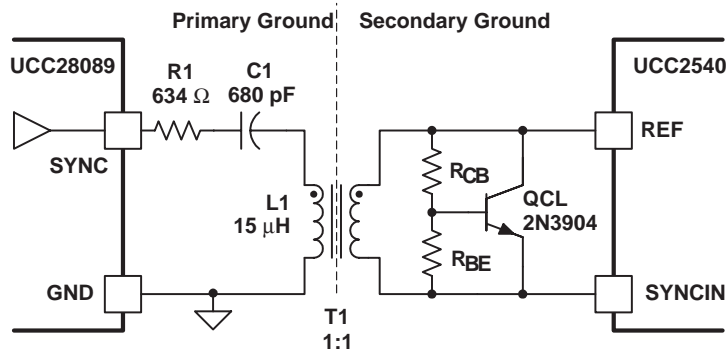 Primary Ground
Secondary Ground
UCC28089
R1
634 Ω
C1
680 pF
UCC2540
SYNC
REF
RCB
L1
15 μH
QCL
2N3904
RBE
GND
SYNCIN
T1
1:1